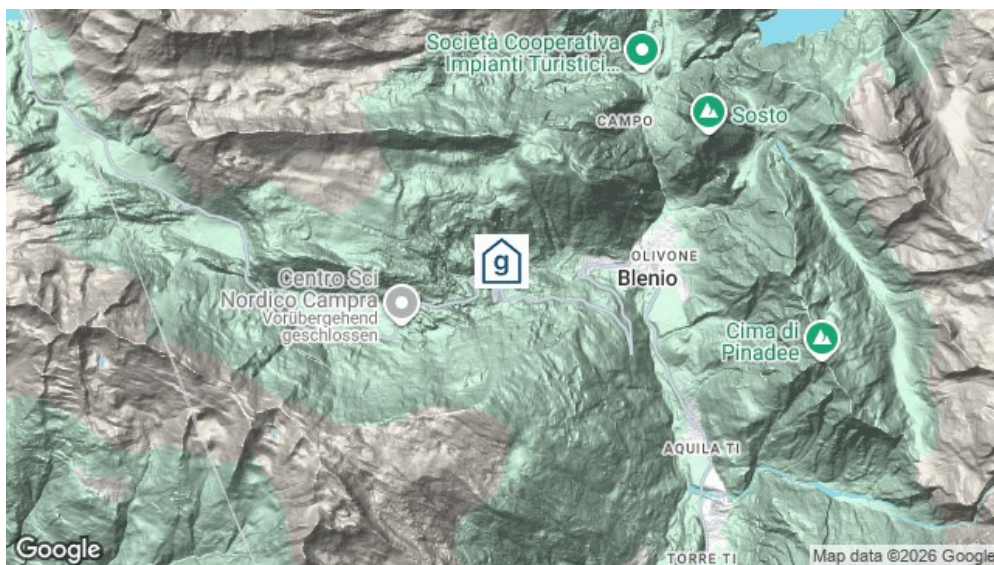 Società Cooperativa
Impianti Turistici...
CAMPO
Sosto
OLIVONE
Blenio
g
Centro Sci
Nordico Campra
Vorübergehend
geschlossen
Cima di
Pinadee
AQUILA TI
TORRE TI
Google
Map data ©2026 Google